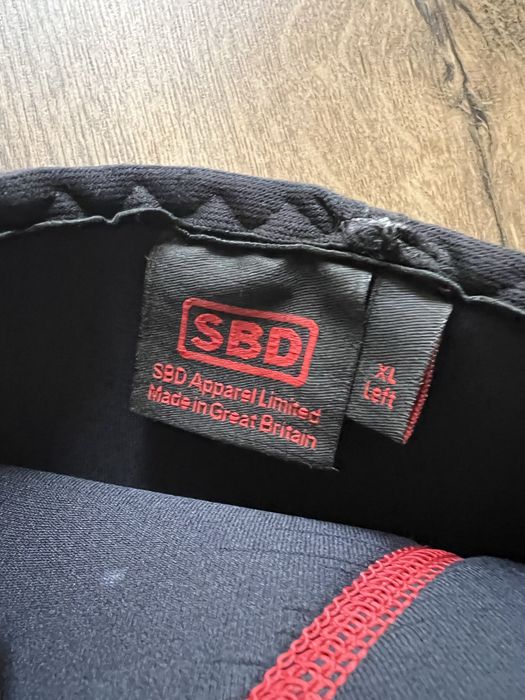 SBD
SBD Apparel Limited
Made in Great Britain
XL
Left